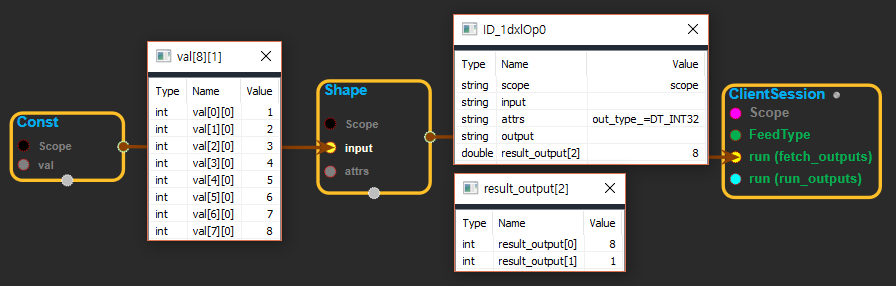 Const
Scope
val
val[8][1]
Type Name Value
int val[0][0] 1
int val[1][0] 2
int val[2][0] 3
int val[3][0] 4
int val[4][0] 5
int val[5][0] 6
int val[6][0] 7
int val[7][0] 8
Shape
Scope
input
attrs
ID_1dxlOp0
Type Name Value
string scope scope
string input
string attrs out_type_=DT_INT32
string output
double result_output[2] 8
result_output[2]
Type Name Value
int result_output[0] 8
int result_output[1] 1
ClientSession
Scope
FeedType
run (fetch_outputs)
run (run_outputs)